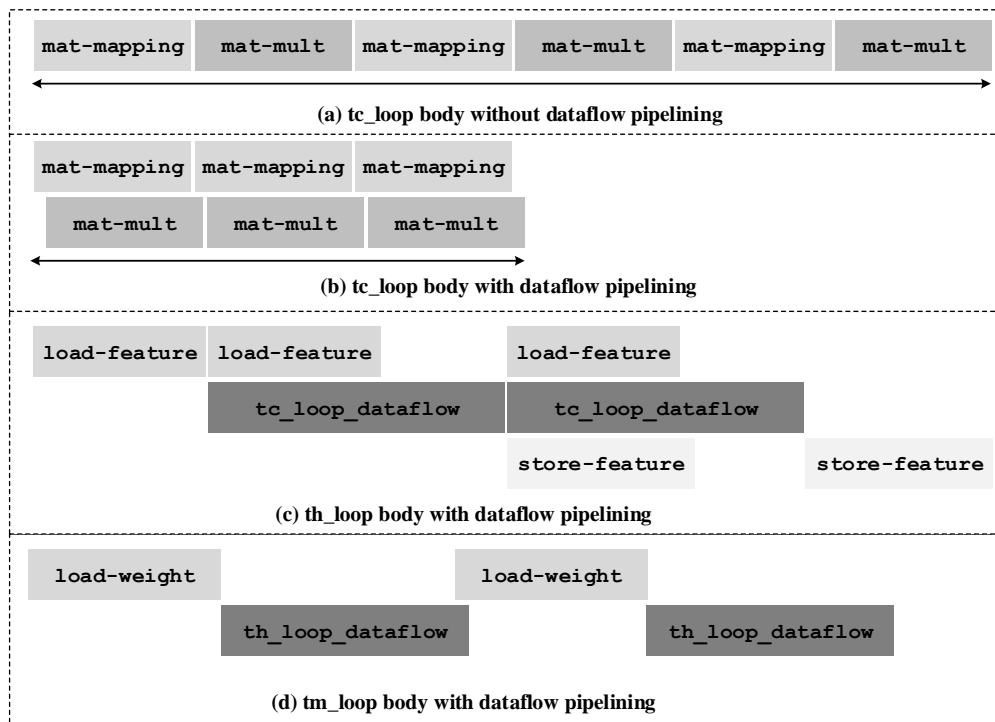 mat-mapping mat-mult mat-mapping mat-mult mat-mapping mat-mult
(a) tc_loop body without dataflow pipelining
mat-mapping mat-mapping mat-mapping
mat-mult mat-mult mat-mult
(b) tc_loop body with dataflow pipelining
load-feature load-feature load-feature
tc_loop_dataflow tc_loop_dataflow
store-feature store-feature
(c) th_loop body with dataflow pipelining
load-weight load-weight
th_loop_dataflow th_loop_dataflow
(d) tm_loop body with dataflow pipelining